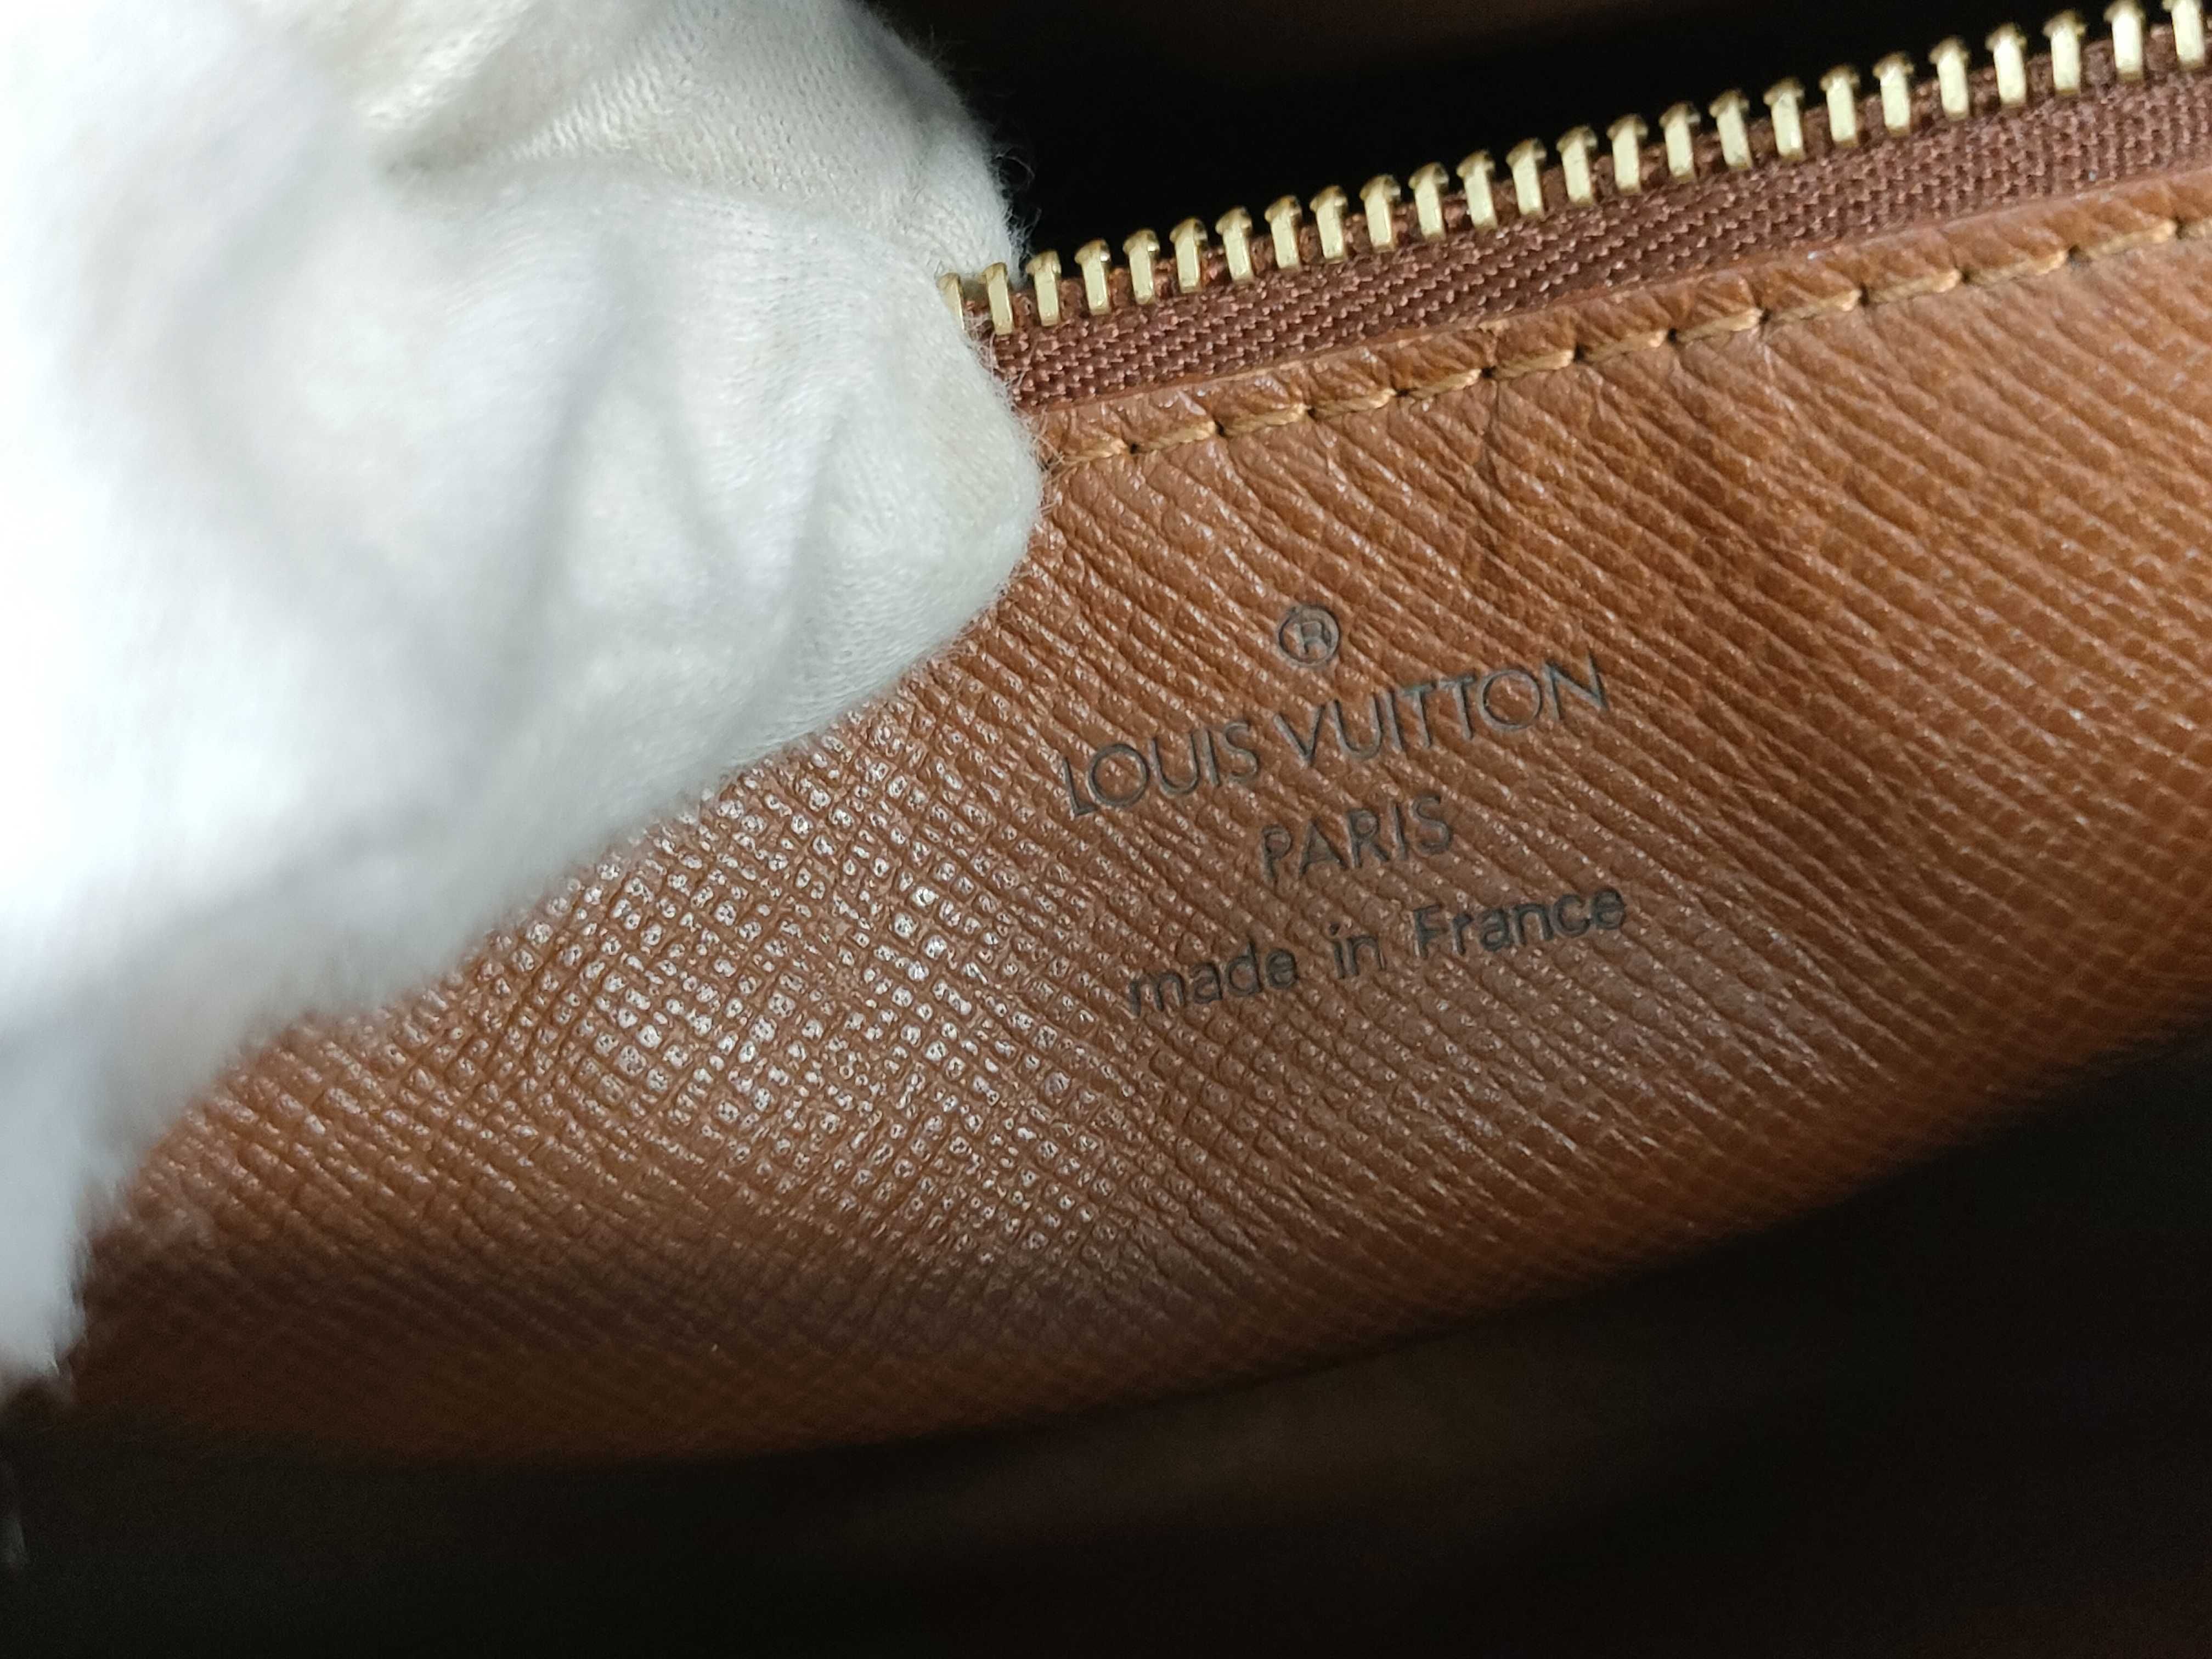 ®
LOUIS VUITTON
PARIS
made in France